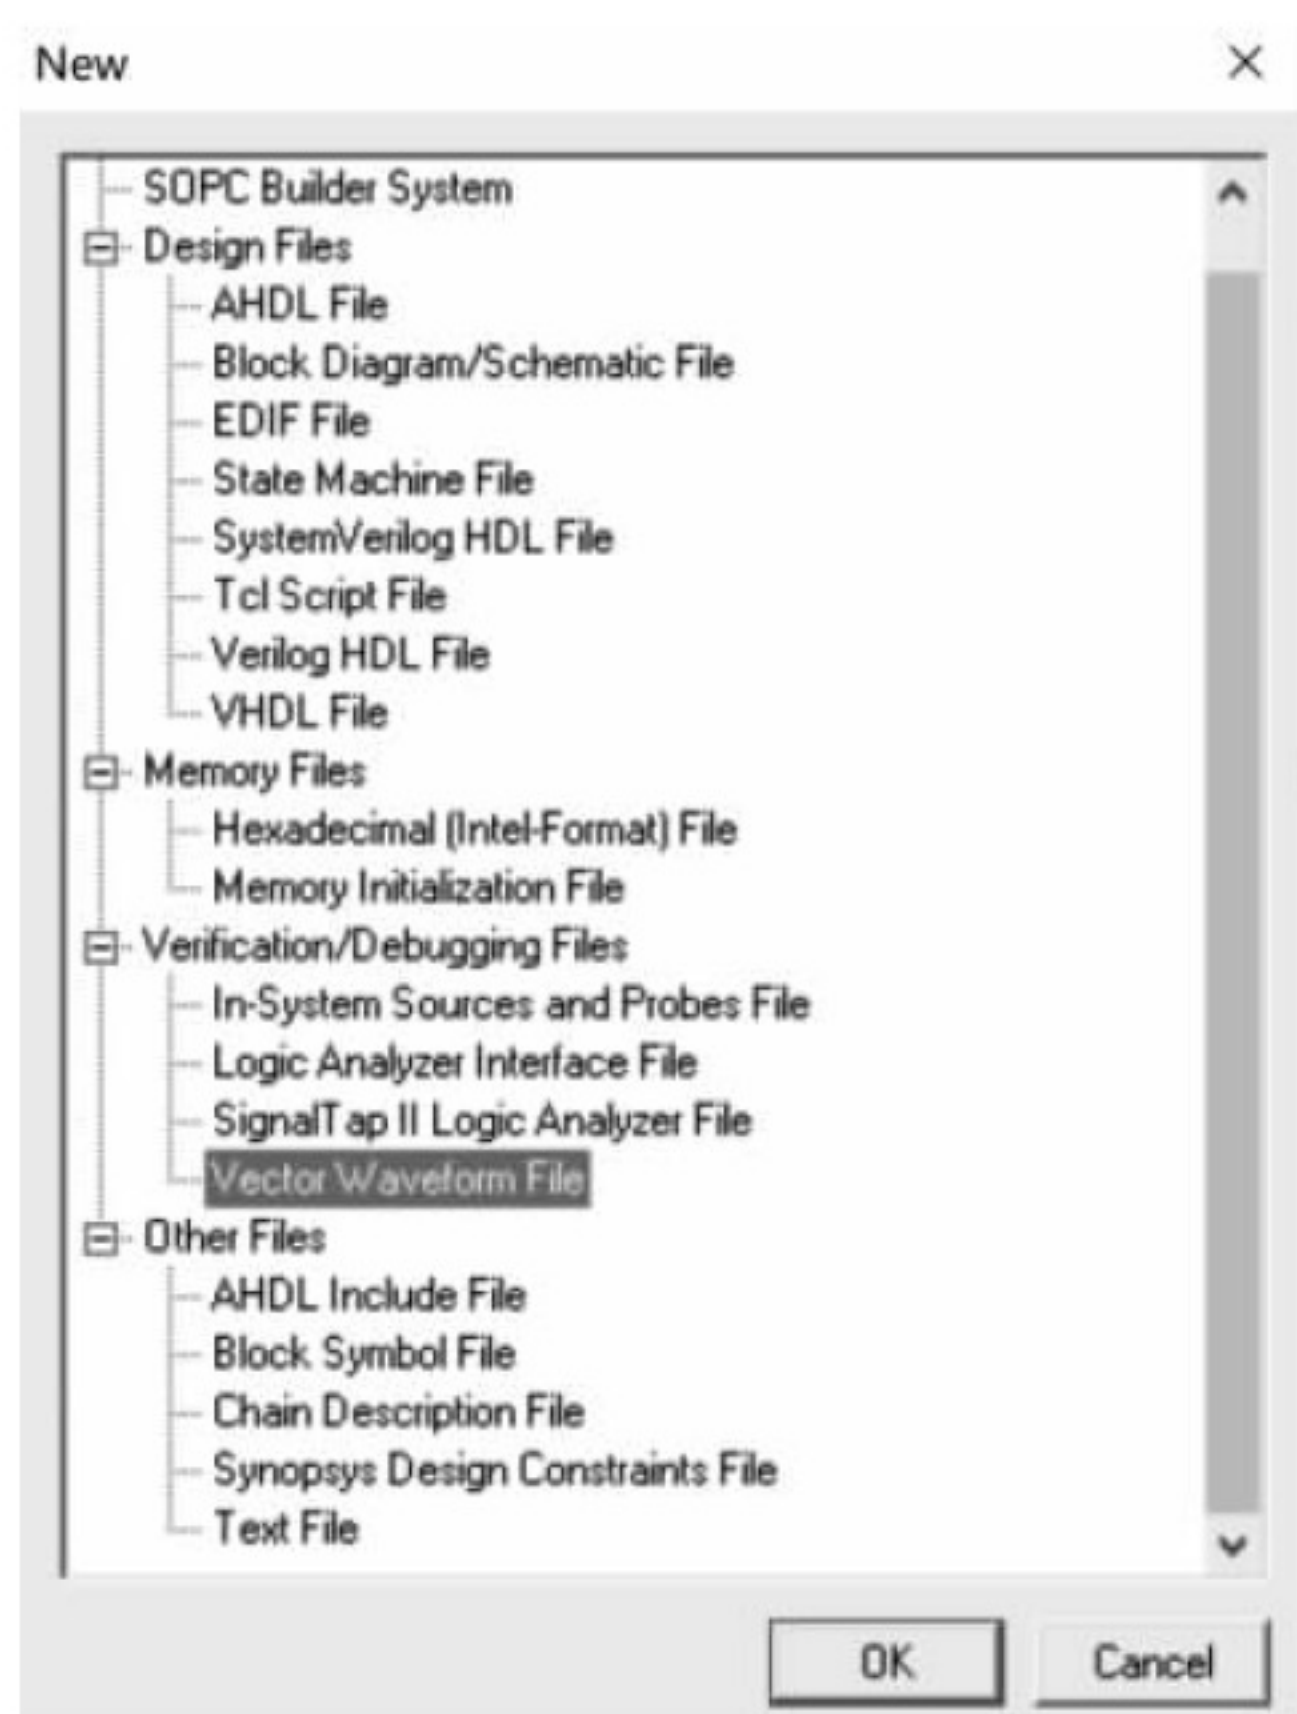 New
SOPC Builder System
Design Files
AHDL File
Block Diagram/Schematic File
EDIF File
State Machine File
SystemVerilog HDL File
Tcl Script File
Verilog HDL File
VHDL File
Memory Files
Hexadecimal (Intel-Format) File
Memory Initialization File
Verification/Debugging Files
In-System Sources and Probes File
Logic Analyzer Interface File
SignalTap II Logic Analyzer File
Vector Waveform File
Other Files
AHDL Include File
Block Symbol File
Chain Description File
Synopsys Design Constraints File
Text File
OK Cancel